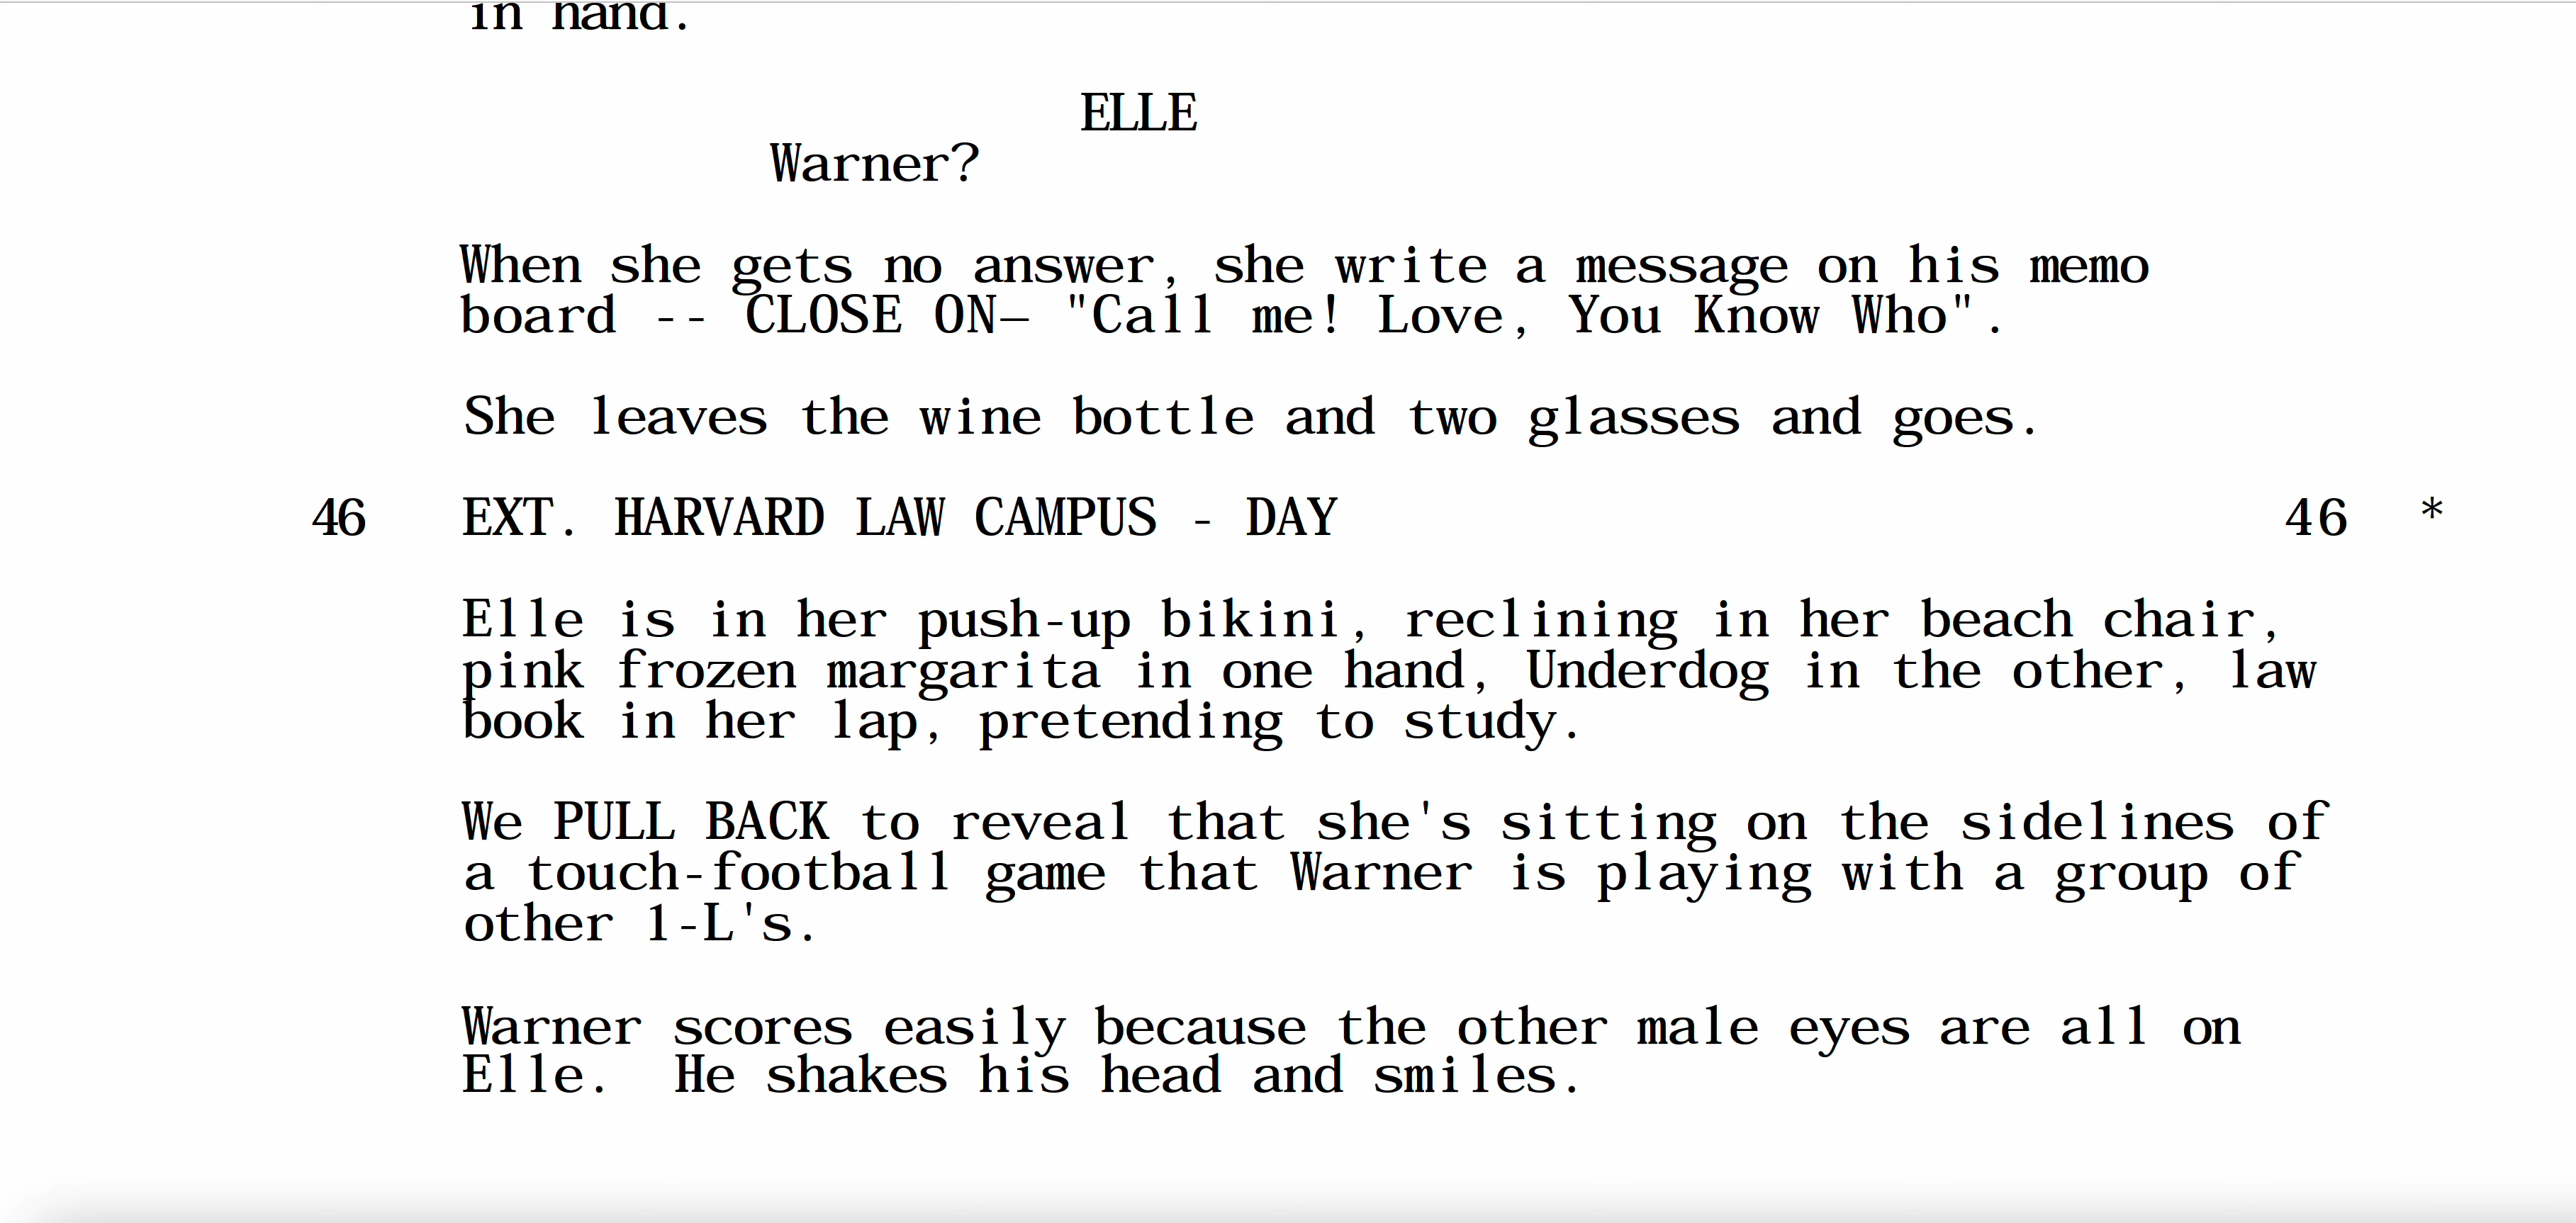 in hand.
ELLE
Warner?
When she gets no answer, she write a message on his memo
board -- CLOSE ON— "Call me! Love, You Know Who".
She leaves the wine bottle and two glasses and goes.
46 EXT. HARVARD LAW CAMPUS - DAY 46 *
Elle is in her push-up bikini, reclining in her beach chair,
pink frozen margarita in one hand, Underdog in the other, law
book in her lap, pretending to study.
We PULL BACK to reveal that she's sitting on the sidelines of
a touch-football game that Warner is playing with a group of
other 1-L's.
Warner scores easily because the other male eyes are all on
Elle.  He shakes his head and smiles.